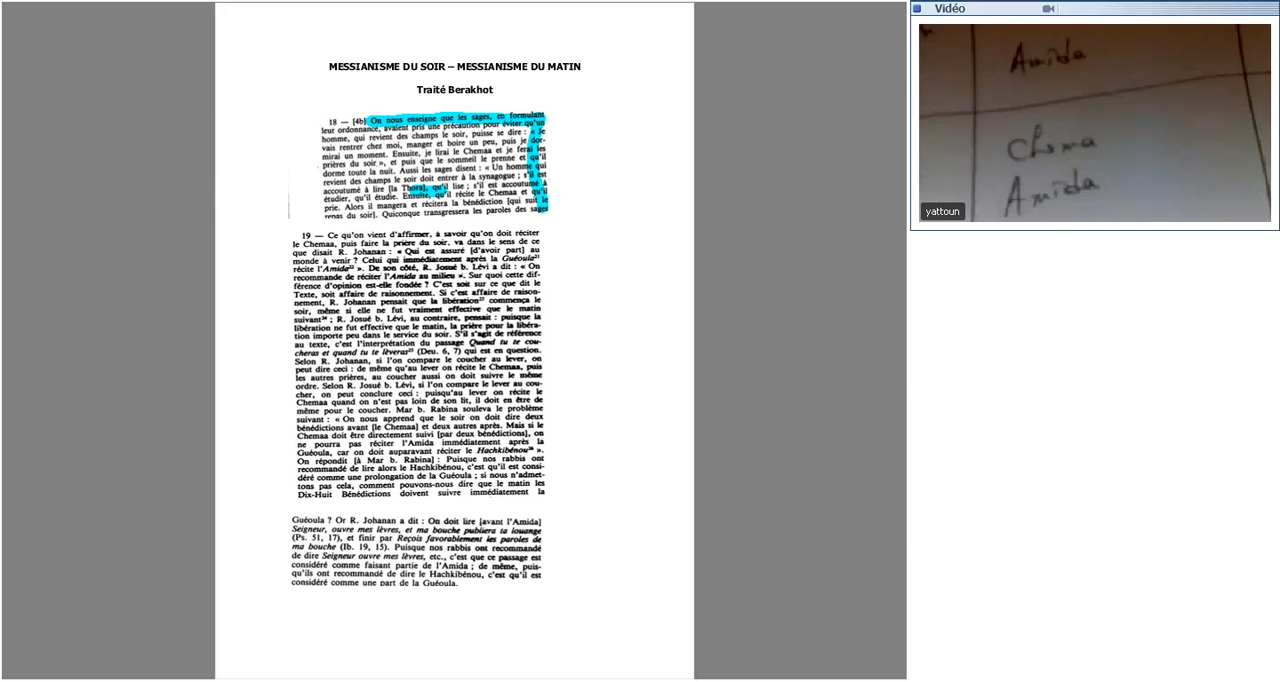 MESSIANISME DU SOIR – MESSIANISME DU MATIN
Traité Berakhot
18 — [4b] On nous enseigne que les sages, en formulant
leur ordonnance, avaient pris une précaution pour éviter qu'un
homme, qui revient des champs le soir, puisse se dire : « Je
vais rentrer chez moi, manger et boire un peu, puis je dor-
mirai un moment. Ensuite, je lirai le Chemaa et je ferai les
prières du soir », et puis que le sommeil le prenne et qu'il
dorme toute la nuit. Aussi les sages disent : « Un homme qui
revient des champs le soir doit entrer à la synagogue ; s'il est
accoutumé à lire [la Thora], qu'il lise ; s'il est accoutumé à
étudier, qu'il étudie. Ensuite, qu'il récite le Chemaa et qu'il
prie. Alors il mangera et récitera la bénédiction [qui suit le
repas du soir]. Quiconque transgressera les paroles des sages
19 — Ce qu'on vient d'affirmer, à savoir qu'on doit réciter
le Chemaa, puis faire la prière du soir, va dans le sens de ce
que disait R. Johanan : « Qui est assuré [d'avoir part] au
monde à venir ? Celui qui immédiatement après la Guéoula²¹
récite l'Amida²² ». De son côté, R. Josué b. Lévi a dit : « On
recommande de réciter l'Amida au milieu ». Sur quoi cette dif-
férence d'opinion est-elle fondée ? C'est soit sur ce que dit le
Texte, soit affaire de raisonnement. Si c'est affaire de raison-
nement, R. Johanan pensait que la libération²³ commença le
soir, même si elle ne fut vraiment effective que le matin
suivant²⁴ ; R. Josué b. Lévi, au contraire, pensait : puisque la
libération ne fut effective que le matin, la prière pour la libéra-
tion importe peu dans le service du soir. S'il s'agit de référence
au texte, c'est l'interprétation du passage Quand tu te cou-
cheras et quand tu te lèveras²⁵ (Deu. 6, 7) qui est en question.
Selon R. Johanan, si l'on compare le coucher au lever, on
peut dire ceci : de même qu'au lever on récite le Chemaa, puis
les autres prières, au coucher aussi on doit suivre le même
ordre. Selon R. Josué b. Lévi, si l'on compare le lever au cou-
cher, on peut conclure ceci : puisqu'au lever on récite le
Chemaa quand on n'est pas loin de son lit, il doit en être de
même pour le coucher. Mar b. Rabina souleva le problème
suivant : « On nous apprend que le soir on doit dire deux
bénédictions avant [le Chemaa] et deux autres après. Mais si le
Chemaa doit être directement suivi [par deux bénédictions], on
ne pourra pas réciter l'Amida immédiatement après la
Guéoula, car on doit auparavant réciter le Hachkibénou²⁶ ».
On répondit [à Mar b. Rabina] : Puisque nos rabbis ont
recommandé de lire alors le Hachkibénou, c'est qu'il est consi-
déré comme une prolongation de la Guéoula ; si nous n'admet-
tons pas cela, comment pouvons-nous dire que le matin les
Dix-Huit Bénédictions doivent suivre immédiatement la
Guéoula ? Or R. Johanan a dit : On doit lire [avant l'Amida]
Seigneur, ouvre mes lèvres, et ma bouche publiera ta louange
(Ps. 51, 17), et finir par Reçois favorablement les paroles de
ma bouche (Ib. 19, 15). Puisque nos rabbis ont recommandé
de dire Seigneur ouvre mes lèvres, etc., c'est que ce passage est
considéré comme faisant partie de l'Amida ; de même, puis-
qu'ils ont recommandé de dire le Hachkibénou, c'est qu'il est
considéré comme une part de la Guéoula.
Vidéo
Amida
Chema
Amida
yattoun